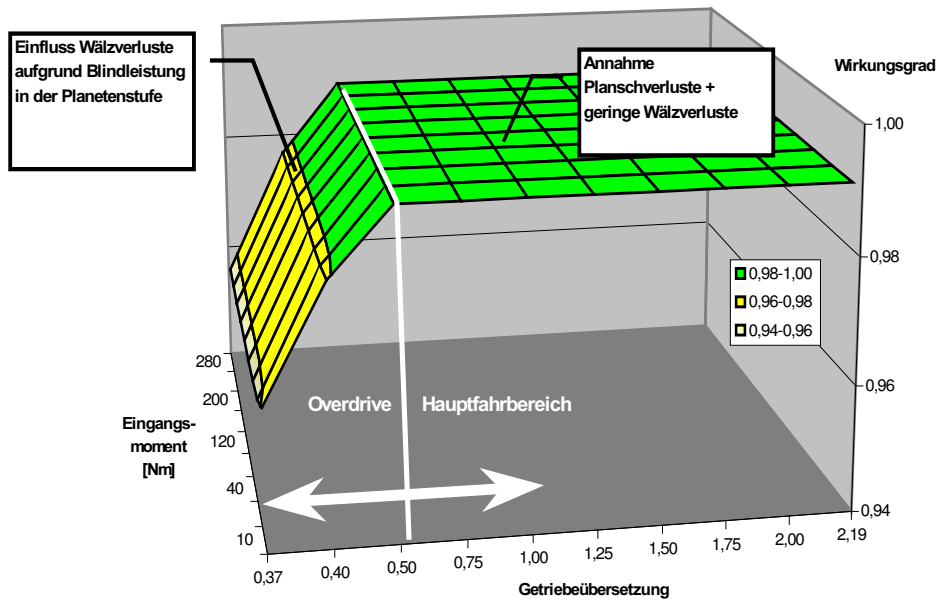 Einfluss Wälzverluste
aufgrund Blindleistung
in der Planetenstufe
Annahme
Planschverluste +
geringe Wälzverluste
Wirkungsgrad
1,00
0,98
0,96
0,94
0,98-1,00
0,96-0,98
0,94-0,96
280
200
120
40
10
Eingangs-
moment
[Nm]
Overdrive
Hauptfahrbereich
0,37
0,40
0,50
0,75
1,00
1,25
1,50
1,75
2,00
2,19
Getriebeübersetzung